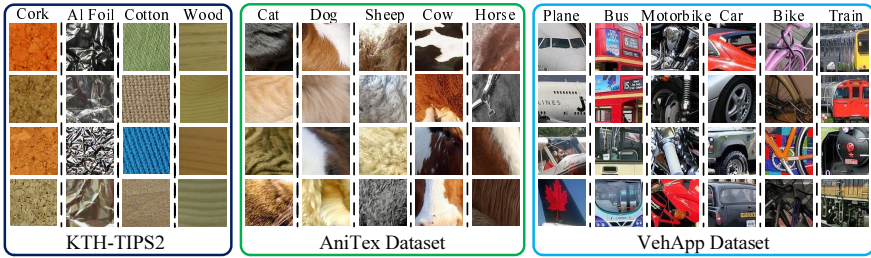 Cork Al Foil Cotton Wood
Cat Dog Sheep Cow Horse
Plane Bus Motorbike Car Bike Train
LINES
KTH-TIPS2
AniTex Dataset
VehApp Dataset